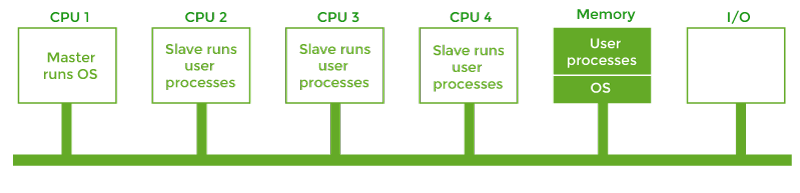 CPU 1
CPU 2
CPU 3
CPU 4
Memory
I/O
Master
runs OS
Slave runs
user
processes
Slave runs
user
processes
Slave runs
user
processes
User
processes
OS